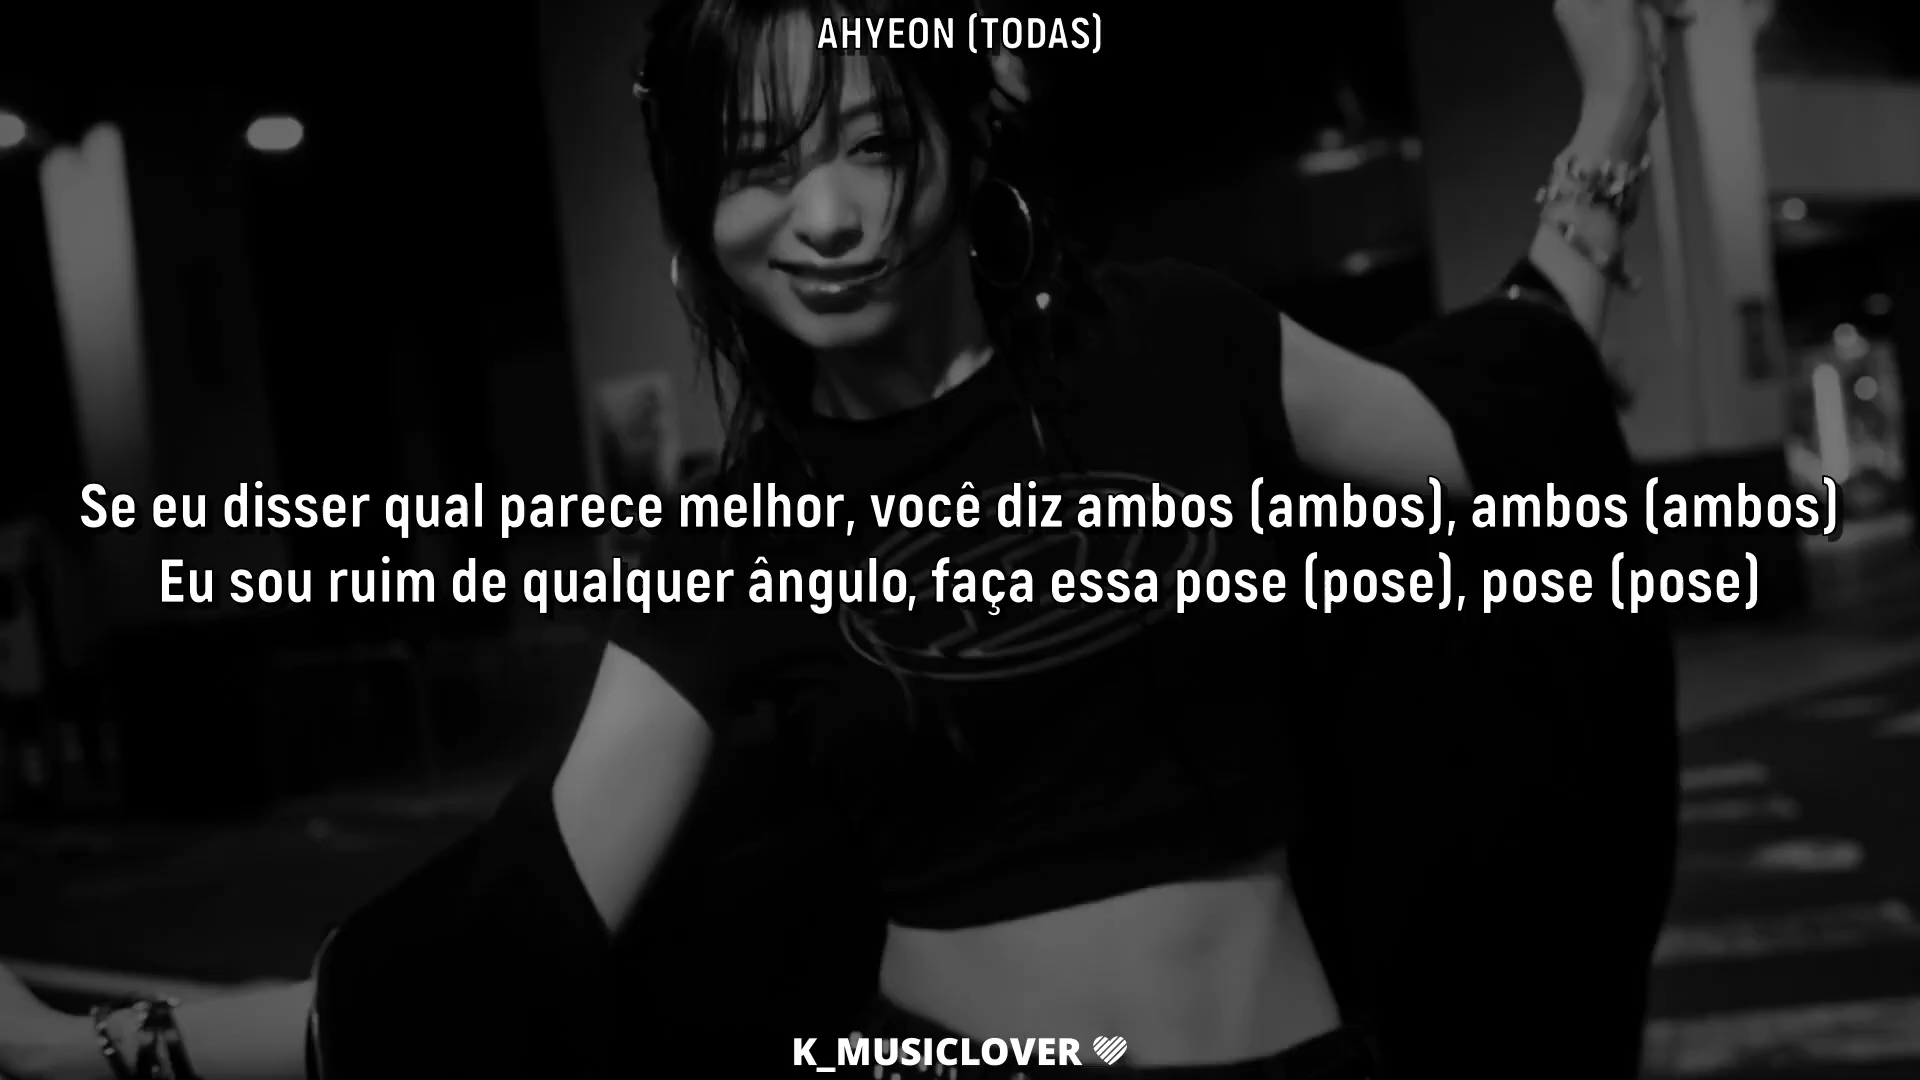 AHYEON (TODAS)
Se eu disser qual parece melhor, você diz ambos (ambos), ambos (ambos)
Eu sou ruim de qualquer ângulo, faça essa pose (pose), pose (pose)
K_MUSICLOVER